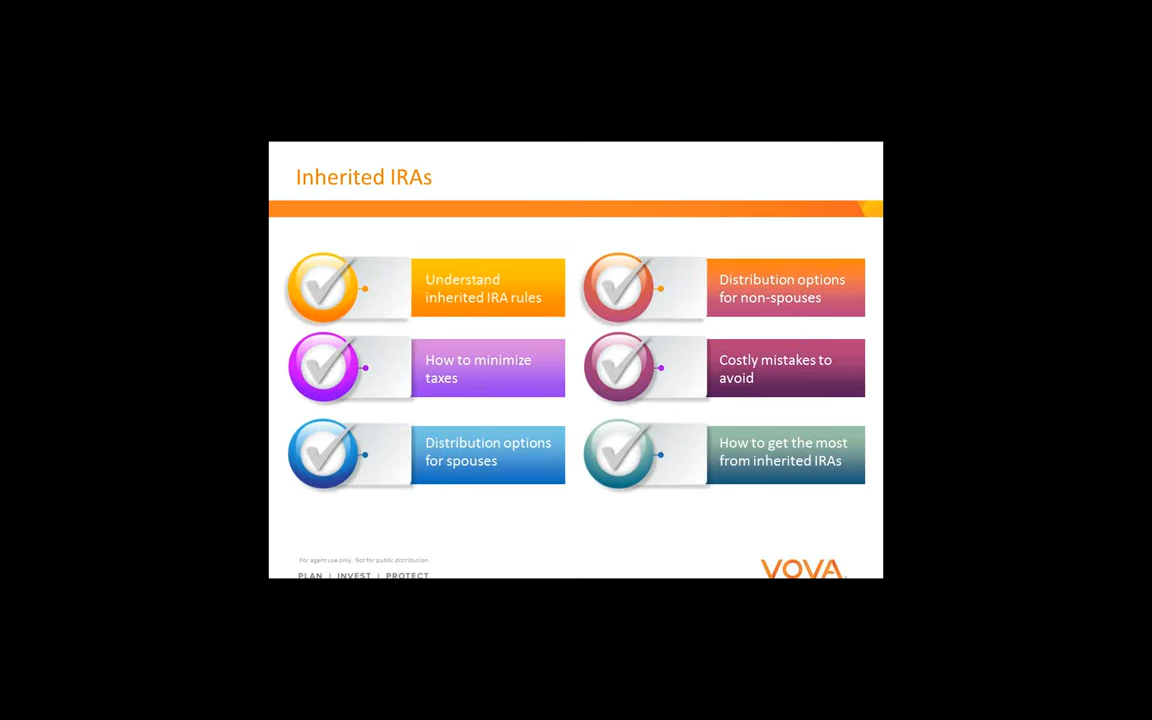 Inherited IRAs
Understand
inherited IRA rules
Distribution options
for non-spouses
How to minimize
taxes
Costly mistakes to
avoid
Distribution options
for spouses
How to get the most
from inherited IRAs
For agent use only. Not for public distribution.
PLAN | INVEST | PROTECT
VOYA